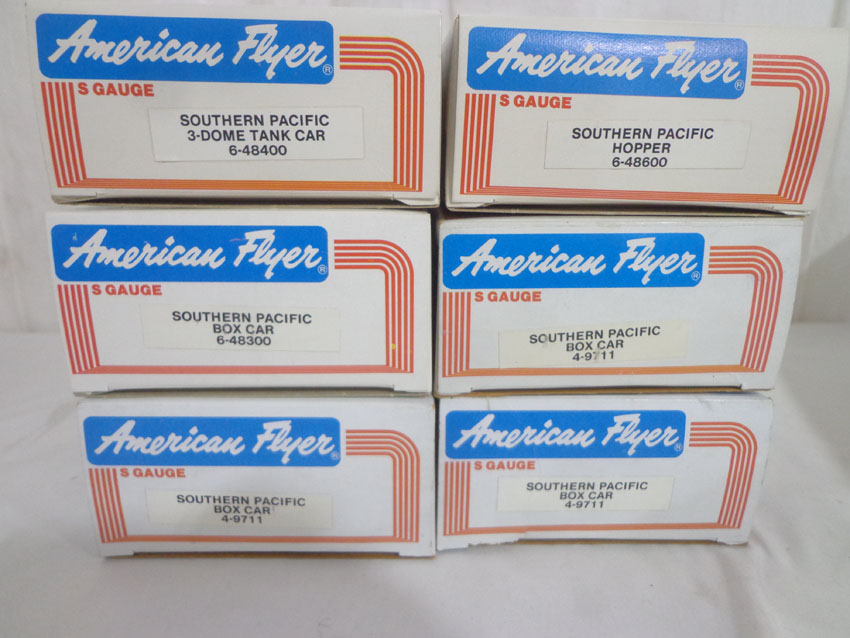 American Flyer®
S GAUGE
SOUTHERN PACIFIC
3-DOME TANK CAR
6-48400
American Flyer®
S GAUGE
SOUTHERN PACIFIC
HOPPER
6-48600
American Flyer®
S GAUGE
SOUTHERN PACIFIC
BOX CAR
6-48300
American Flyer®
S GAUGE
SOUTHERN PACIFIC
BOX CAR
4-9711
American Flyer®
S GAUGE
SOUTHERN PACIFIC
BOX CAR
4-9711
American Flyer®
S GAUGE
SOUTHERN PACIFIC
BOX CAR
4-9711